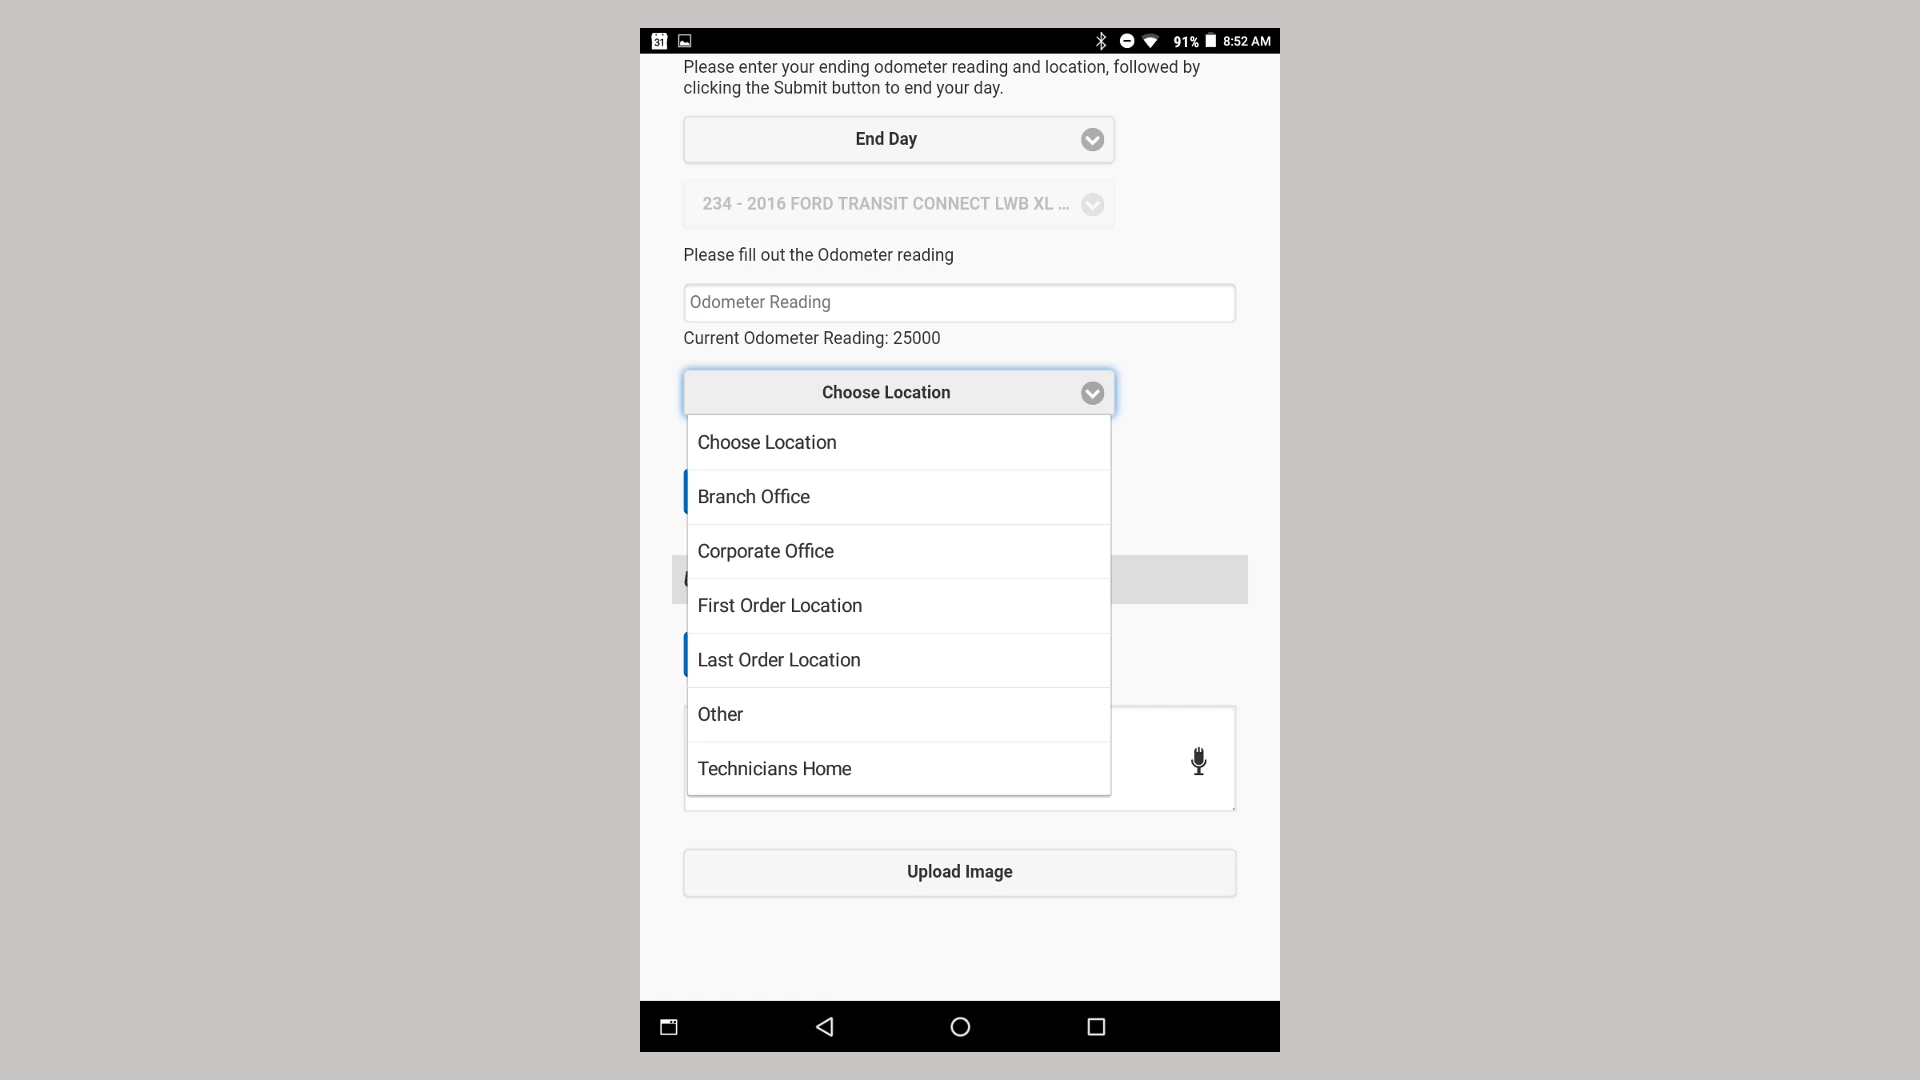 31
91% 8:52 AM
Please enter your ending odometer reading and location, followed by
clicking the Submit button to end your day.
End Day
234 - 2016 FORD TRANSIT CONNECT LWB XL ...
Please fill out the Odometer reading
Odometer Reading
Current Odometer Reading: 25000
Choose Location
Choose Location
Branch Office
Corporate Office
First Order Location
Last Order Location
Other
Technicians Home
Upload Image